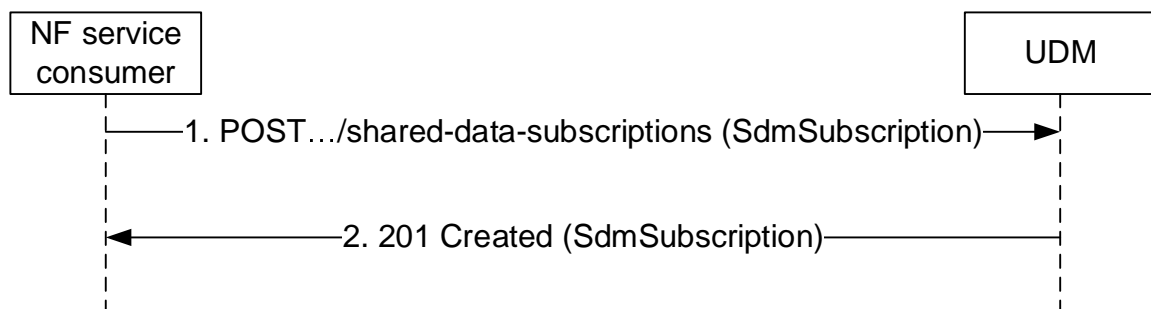 NF service
consumer
UDM
1. POST…/shared-data-subscriptions (SdmSubscription)
2. 201 Created (SdmSubscription)